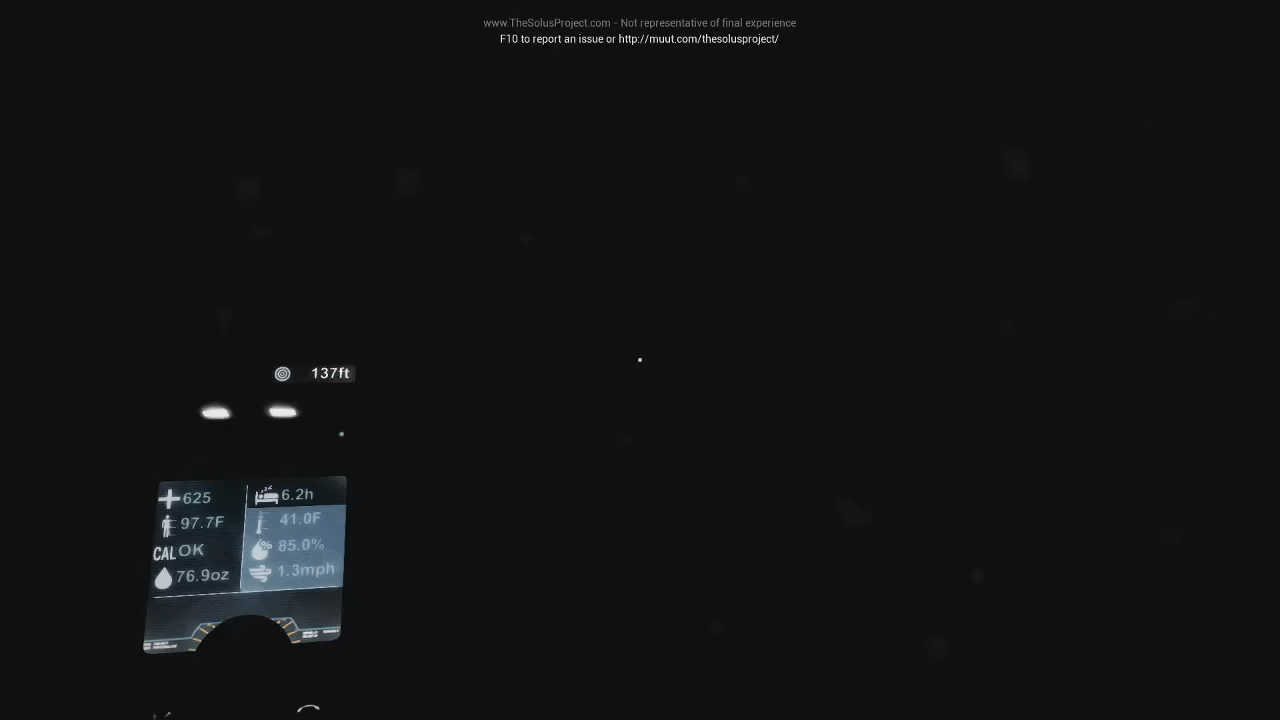 www.TheSolusProject.com - Not representative of final experience
F10 to report an issue or http://muut.com/thesolusproject/
137ft
625
6.2h
97.7F
41.0F
CAL OK
85.0%
76.9oz
1.3mph